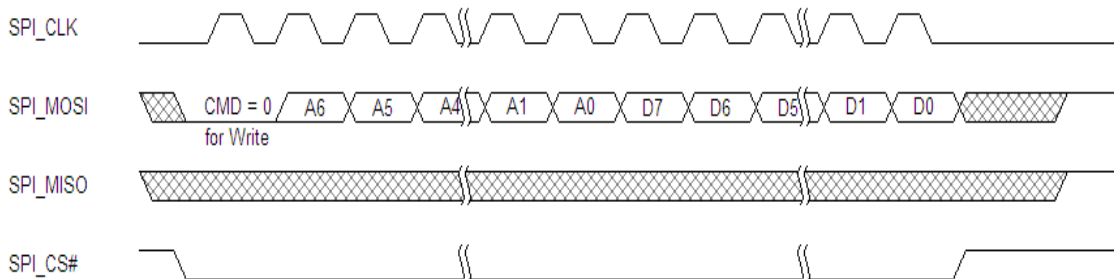 SPI_CLK
SPI_MOSI
CMD = 0 A6 A5 A4 A1 A0 D7 D6 D5 D1 D0
for Write
SPI_MISO
SPI_CS#